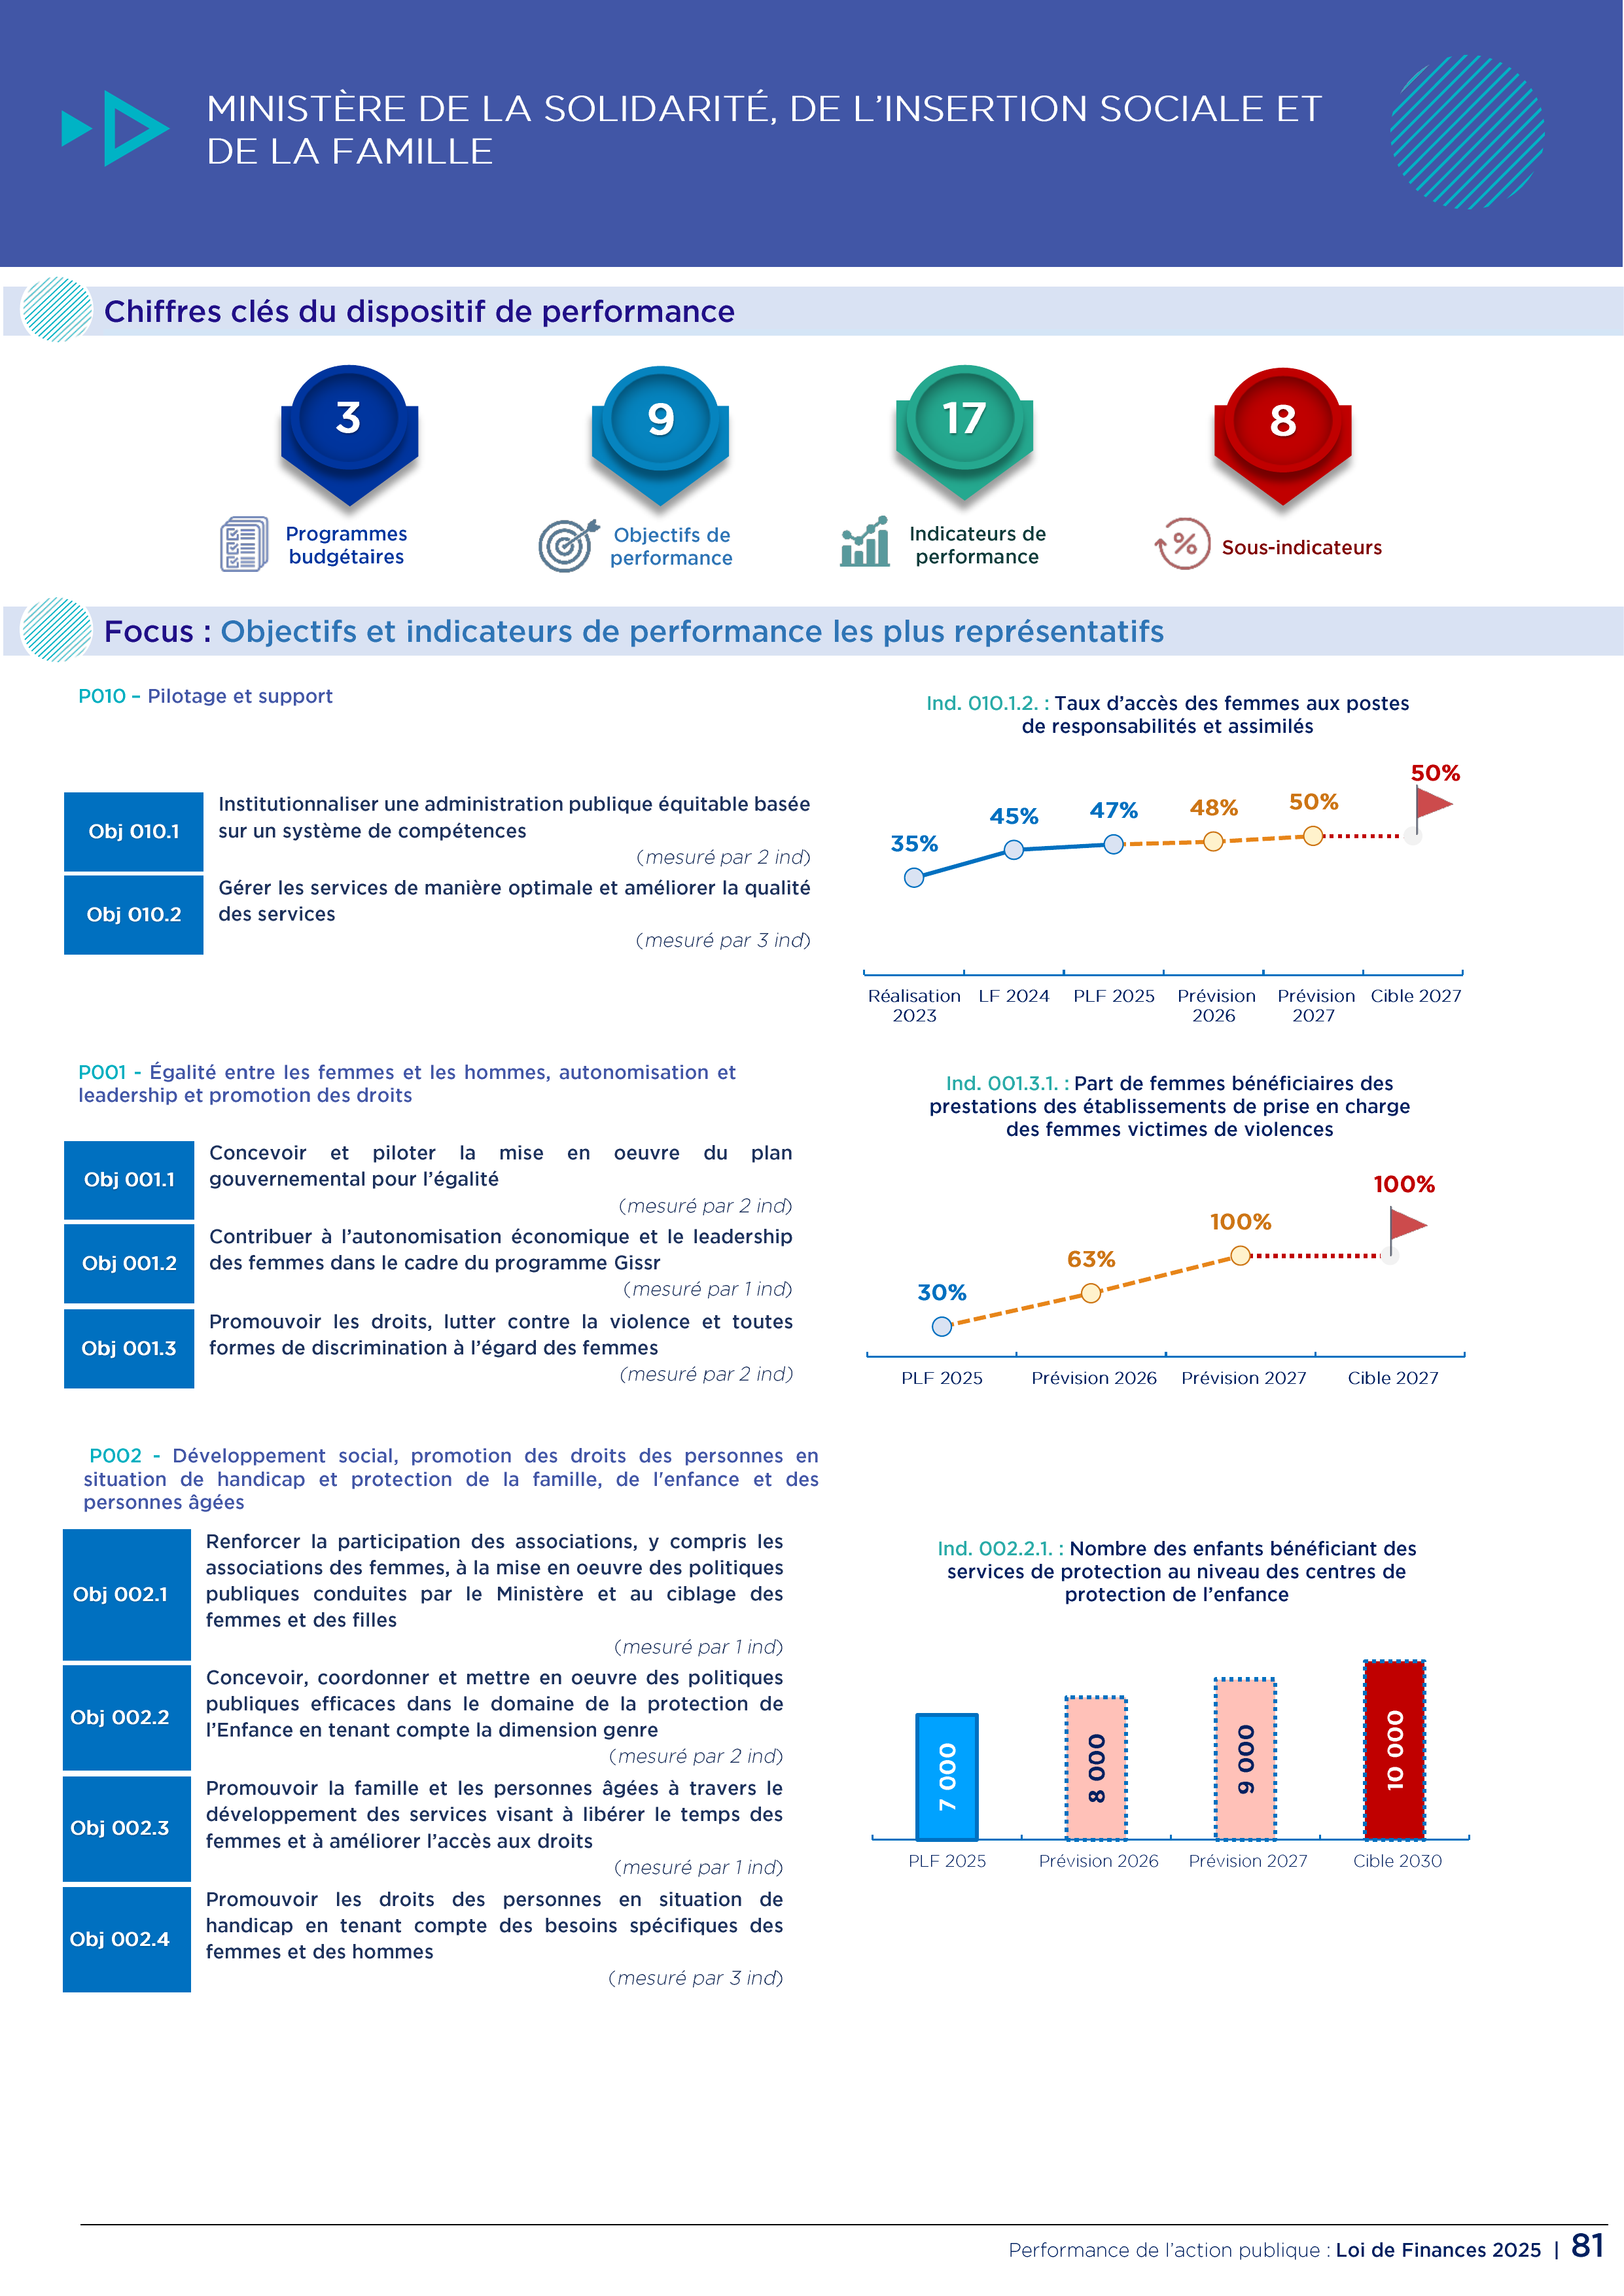 MINISTÈRE DE LA SOLIDARITÉ, DE L’INSERTION SOCIALE ET
DE LA FAMILLE
Chiffres clés du dispositif de performance
3
9
17
8
Programmes
budgétaires
Objectifs de
performance
Indicateurs de
performance
Sous-indicateurs
Focus : Objectifs et indicateurs de performance les plus représentatifs
P010 – Pilotage et support
Obj 010.1
Institutionnaliser une administration publique équitable basée
sur un système de compétences
(mesuré par 2 ind)
Obj 010.2
Gérer les services de manière optimale et améliorer la qualité
des services
(mesuré par 3 ind)
Ind. 010.1.2. : Taux d’accès des femmes aux postes
de responsabilités et assimilés
35%
45%
47%
48%
50%
50%
Réalisation
2023
LF 2024
PLF 2025
Prévision
2026
Prévision
2027
Cible 2027
P001 - Égalité entre les femmes et les hommes, autonomisation et
leadership et promotion des droits
Obj 001.1
Concevoir et piloter la mise en oeuvre du plan
gouvernemental pour l’égalité
(mesuré par 2 ind)
Obj 001.2
Contribuer à l’autonomisation économique et le leadership
des femmes dans le cadre du programme Gissr
(mesuré par 1 ind)
Obj 001.3
Promouvoir les droits, lutter contre la violence et toutes
formes de discrimination à l’égard des femmes
(mesuré par 2 ind)
Ind. 001.3.1. : Part de femmes bénéficiaires des
prestations des établissements de prise en charge
des femmes victimes de violences
30%
63%
100%
100%
PLF 2025
Prévision 2026
Prévision 2027
Cible 2027
P002 - Développement social, promotion des droits des personnes en
situation de handicap et protection de la famille, de l'enfance et des
personnes âgées
Obj 002.1
Renforcer la participation des associations, y compris les
associations des femmes, à la mise en oeuvre des politiques
publiques conduites par le Ministère et au ciblage des
femmes et des filles
(mesuré par 1 ind)
Obj 002.2
Concevoir, coordonner et mettre en oeuvre des politiques
publiques efficaces dans le domaine de la protection de
l’Enfance en tenant compte la dimension genre
(mesuré par 2 ind)
Obj 002.3
Promouvoir la famille et les personnes âgées à travers le
développement des services visant à libérer le temps des
femmes et à améliorer l’accès aux droits
(mesuré par 1 ind)
Obj 002.4
Promouvoir les droits des personnes en situation de
handicap en tenant compte des besoins spécifiques des
femmes et des hommes
(mesuré par 3 ind)
Ind. 002.2.1. : Nombre des enfants bénéficiant des
services de protection au niveau des centres de
protection de l’enfance
7 000
8 000
9 000
10 000
PLF 2025
Prévision 2026
Prévision 2027
Cible 2030
Performance de l’action publique : Loi de Finances 2025 | 81